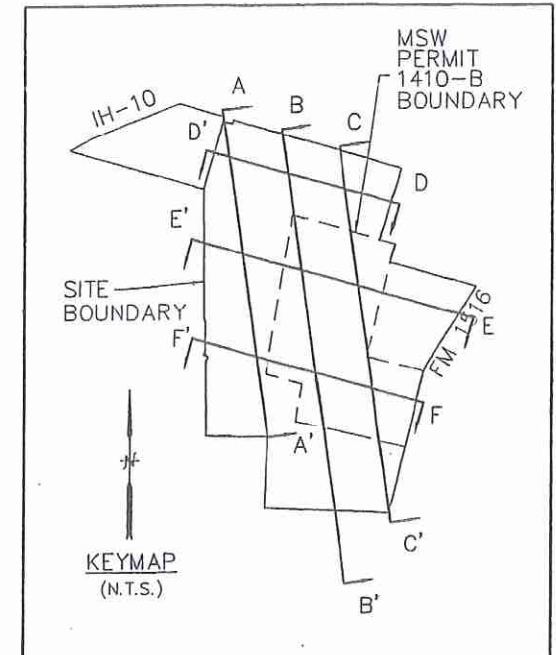 MSW
PERMIT
1410-B
BOUNDARY
IH-10
A
B
C
D'
D
E'
SITE
BOUNDARY
FM 1516
E
F'
F
A'
N
KEYMAP
(N.T.S.)
C'
B'